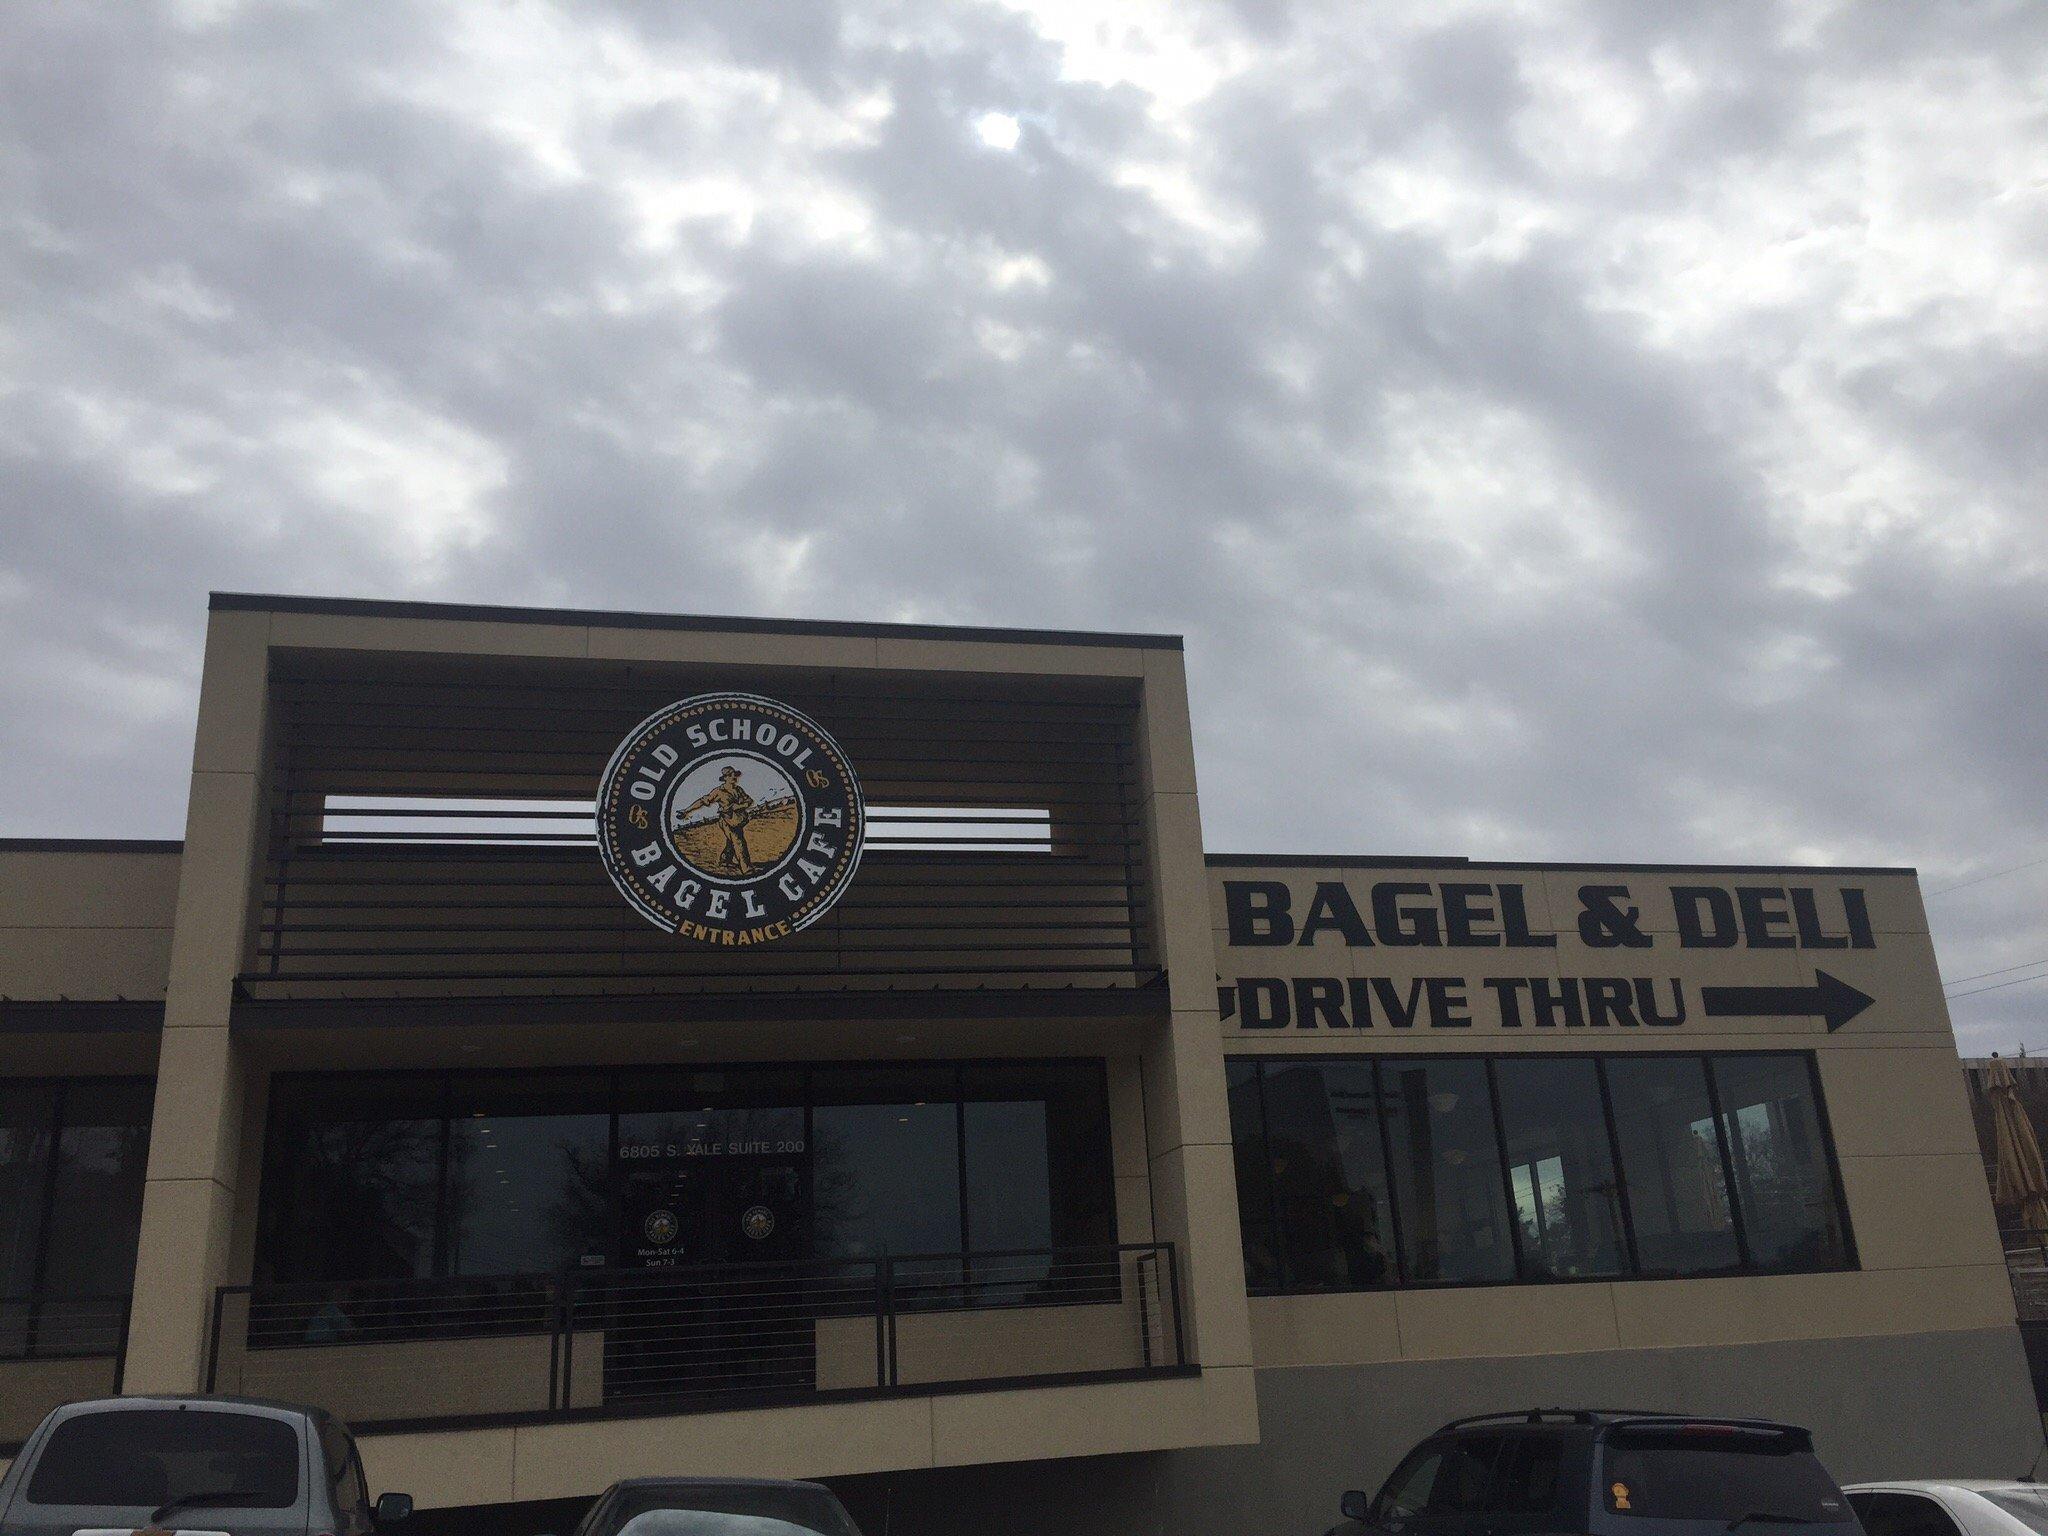 OLD SCHOOL
OS OS
BAGEL CAFE
ENTRANCE
BAGEL & DELI
DRIVE THRU
6805 S. YALE SUITE 200
Mon-Sat 6-4
Sun 7-3